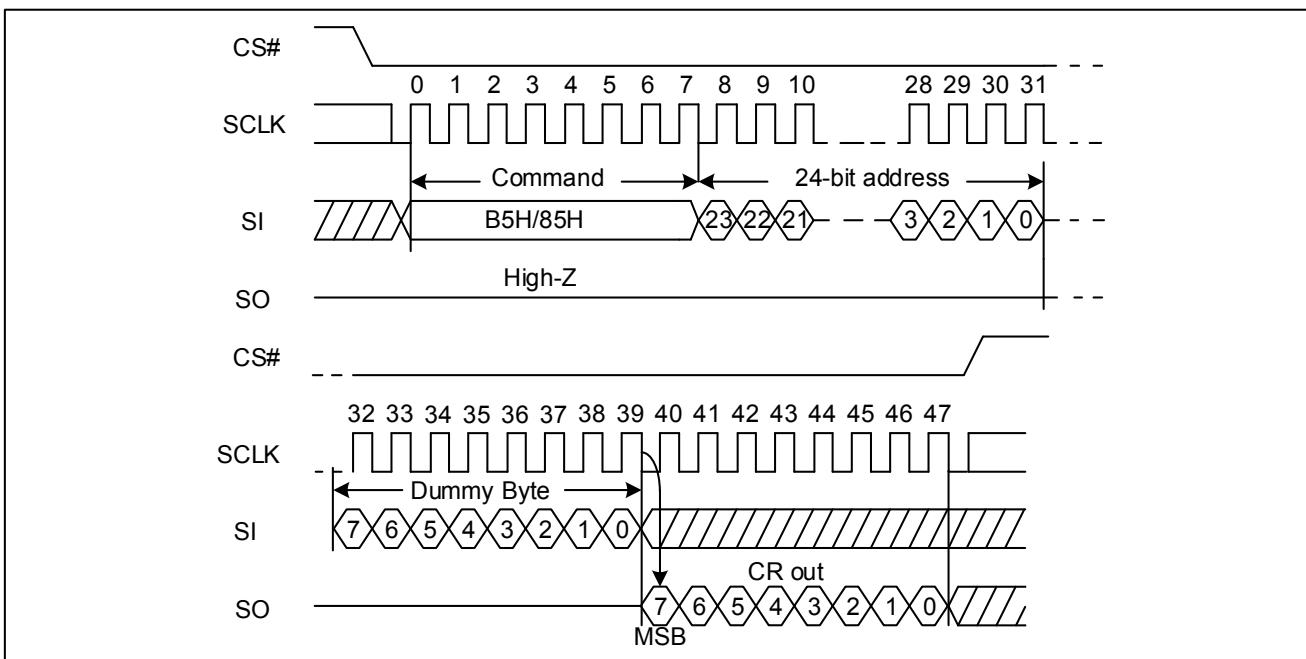 CS#
0 1 2 3 4 5 6 7 8 9 10 28 29 30 31
SCLK
Command 24-bit address
SI B5H/85H 23 22 21 3 2 1 0
High-Z
SO
CS#
32 33 34 35 36 37 38 39 40 41 42 43 44 45 46 47
SCLK
Dummy Byte
SI 7 6 5 4 3 2 1 0
CR out
SO 7 6 5 4 3 2 1 0
MSB